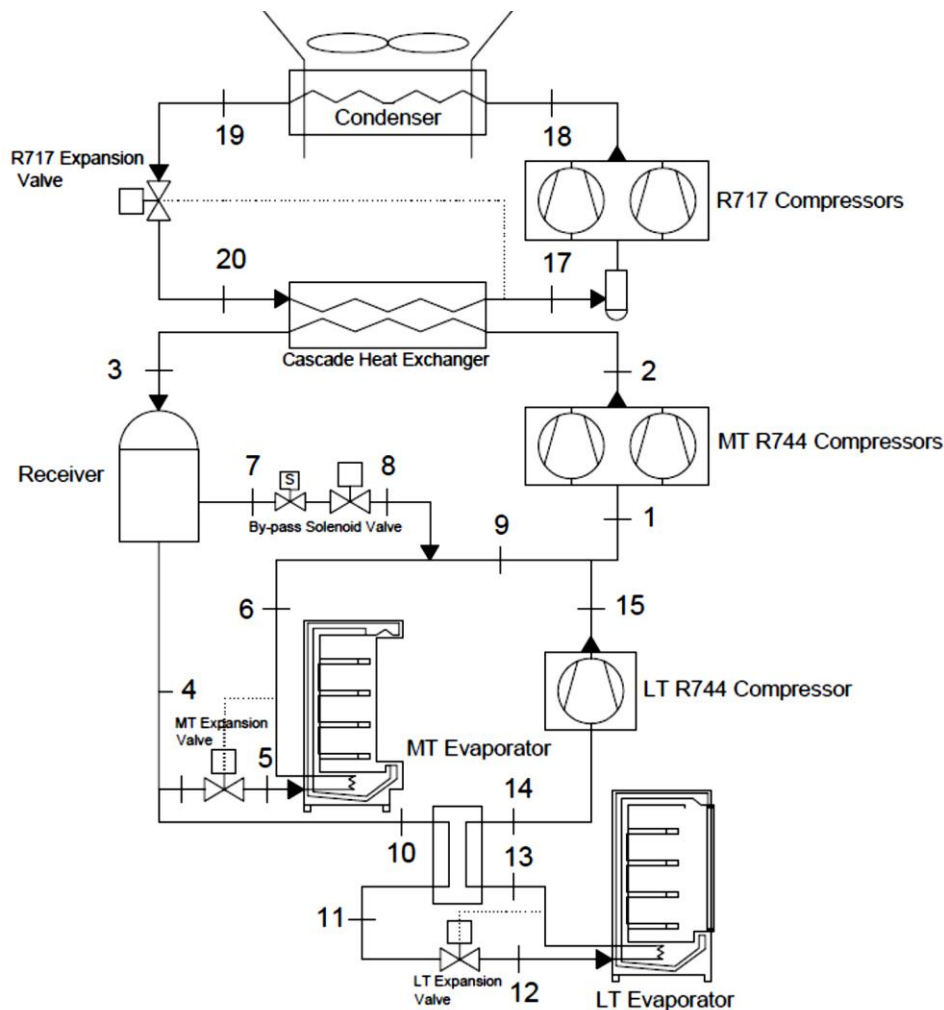 Condenser
19
18
R717 Expansion
Valve
R717 Compressors
20
17
Cascade Heat Exchanger
3
2
MT R744 Compressors
Receiver
7
S
8
By-pass Solenoid Valve
1
9
6
15
4
LT R744 Compressor
MT Expansion
Valve
5
MT Evaporator
14
10
13
11
12
LT Expansion
Valve
LT Evaporator